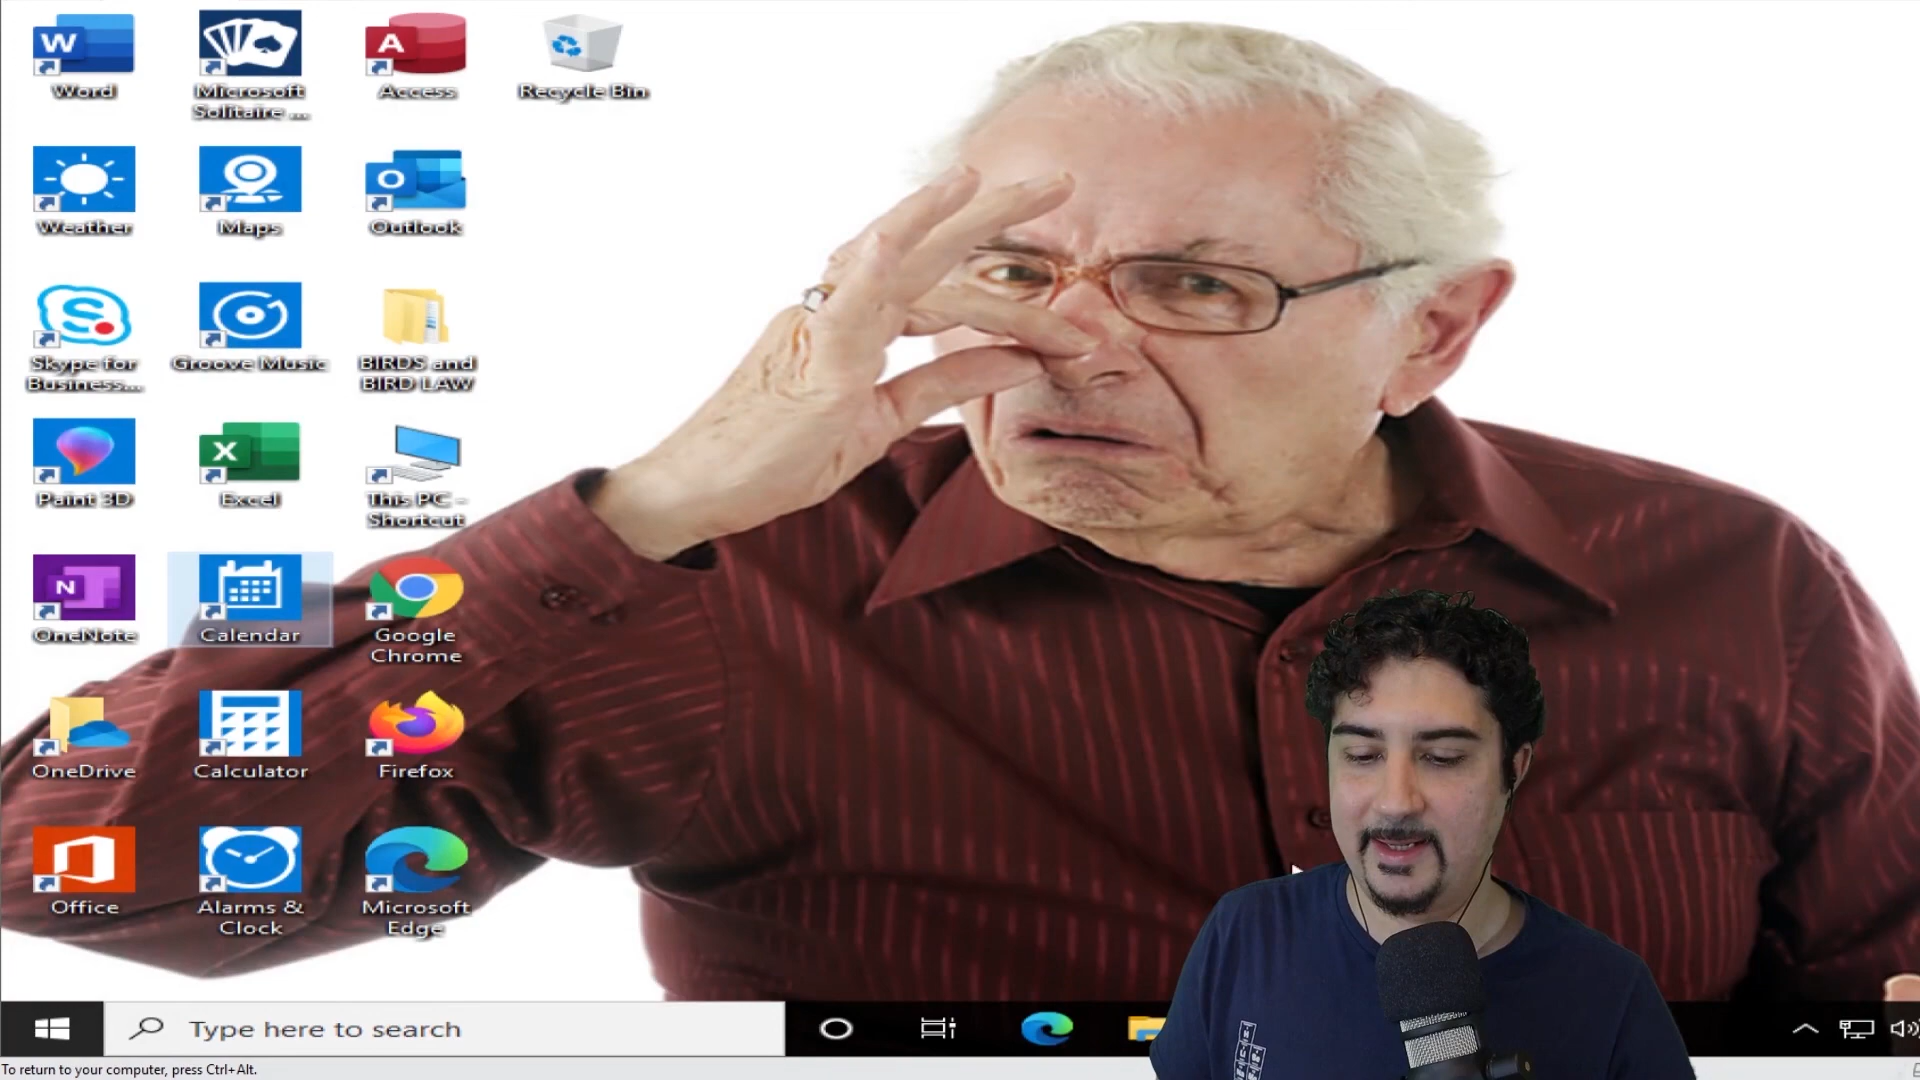 Word
Microsoft
Solitaire ...
Access
Recycle Bin
Weather
Maps
Outlook
Skype for
Business...
Groove Music
BIRDS and
BIRD LAW
Paint 3D
Excel
This PC -
Shortcut
OneNote
Calendar
Google
Chrome
OneDrive
Calculator
Firefox
Office
Alarms &
Clock
Microsoft
Edge
Type here to search
To return to your computer, press Ctrl+Alt.